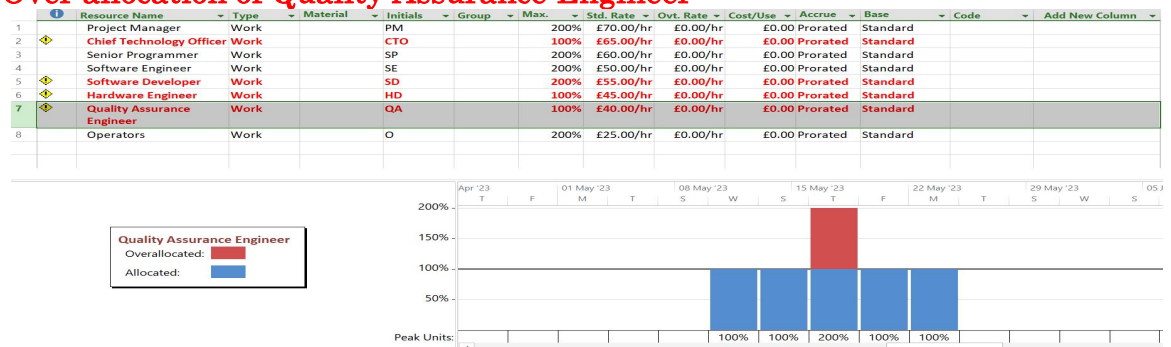 Over allocation of Quality Assurance Engineer
Resource Name Type Material Initials Group Max. Std. Rate Ovt. Rate Cost/Use Accrue Base Code Add New Column
1 Project Manager Work PM 200% £70.00/hr £0.00/hr £0.00 Prorated Standard
2 Chief Technology Officer Work CTO 100% £65.00/hr £0.00/hr £0.00 Prorated Standard
3 Senior Programmer Work SP 200% £60.00/hr £0.00/hr £0.00 Prorated Standard
4 Software Engineer Work SE 200% £50.00/hr £0.00/hr £0.00 Prorated Standard
5 Software Developer Work SD 200% £55.00/hr £0.00/hr £0.00 Prorated Standard
6 Hardware Engineer Work HD 100% £45.00/hr £0.00/hr £0.00 Prorated Standard
7 Quality Assurance Work QA 100% £40.00/hr £0.00/hr £0.00 Prorated Standard
Engineer
8 Operators Work O 200% £25.00/hr £0.00/hr £0.00 Prorated Standard
Apr '23 01 May '23 08 May '23 15 May '23 22 May '23 29 May '23 05 J
T F M T S W S T F M T S W S
200%
150%
100%
50%
Quality Assurance Engineer
Overallocated:
Allocated:
Peak Units: 100% 100% 200% 100% 100%